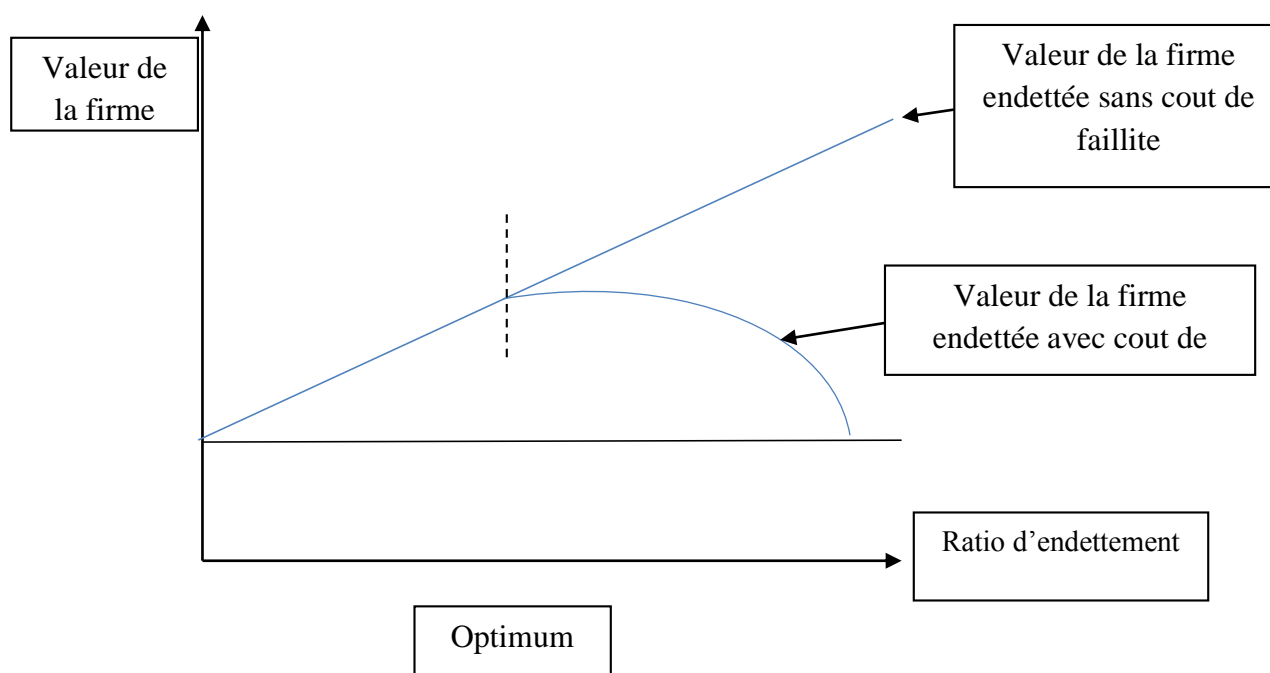 Valeur de
la firme
Valeur de la firme
endettée sans cout de
faillite
Valeur de la firme
endettée avec cout de
Ratio d’endettement
Optimum